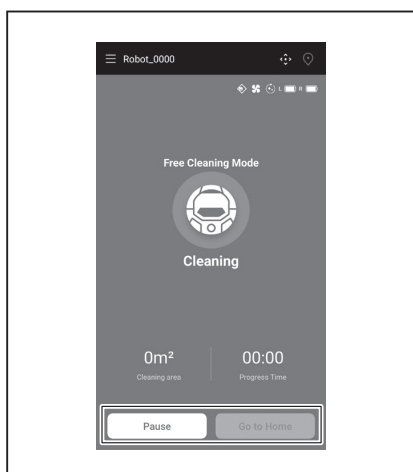 Robot_0000
L R
Free Cleaning Mode
Cleaning
0m² 00:00
Cleaning area Progress Time
Pause Go to Home